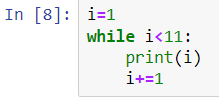 In [8]: i=1
while i<11:
    print(i)
    i+=1